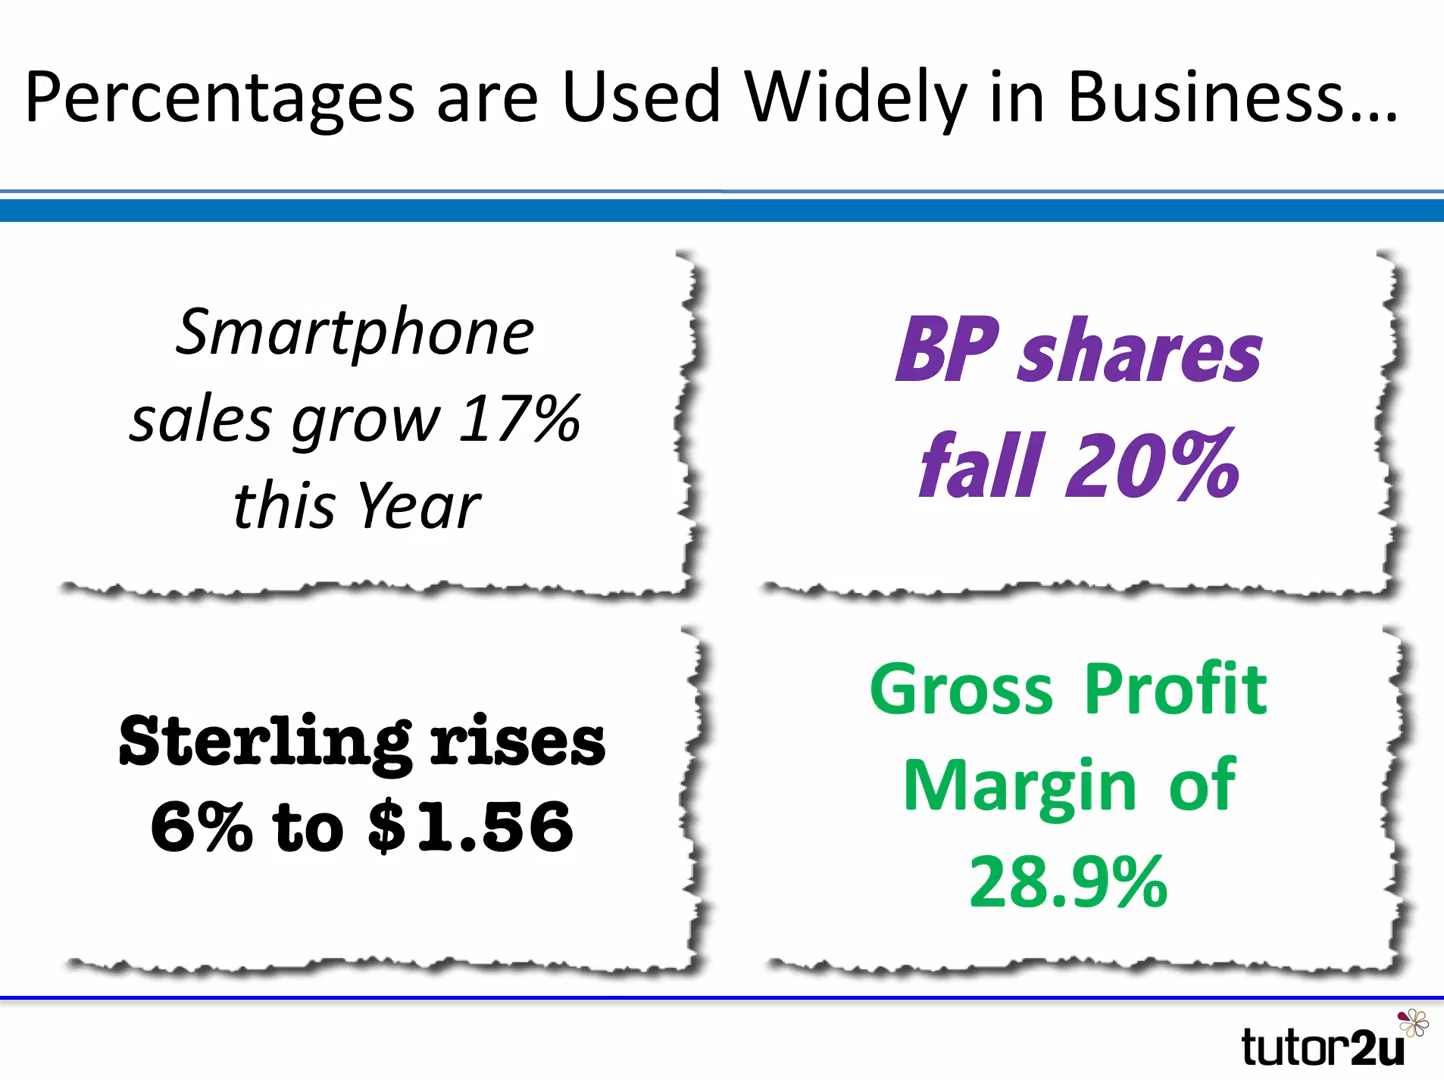 Percentages are Used Widely in Business...
Smartphone
sales grow 17%
this Year
BP shares
fall 20%
Sterling rises
6% to $1.56
Gross Profit
Margin of
28.9%
tutor2u